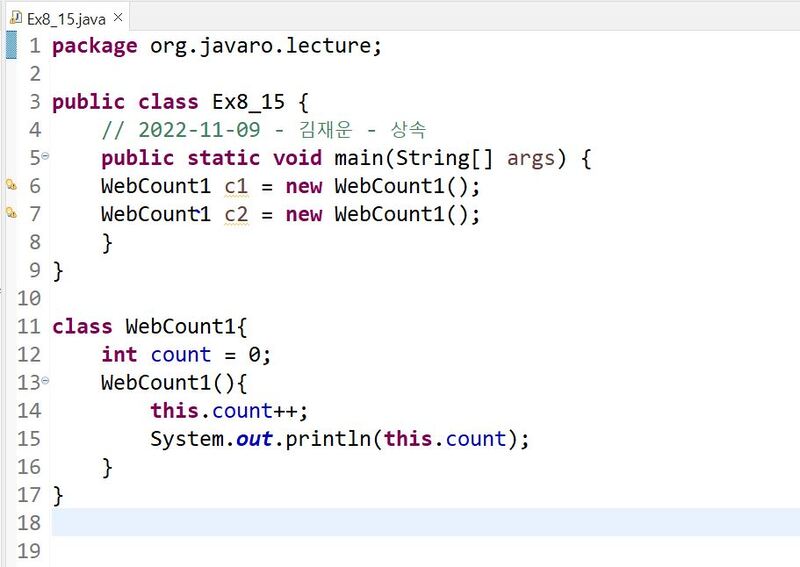 Ex8_15.java
1 package org.javaro.lecture;
2
3 public class Ex8_15 {
4 // 2022-11-09 - 김재운 - 상속
5 public static void main(String[] args) {
6 WebCount1 c1 = new WebCount1();
7 WebCount1 c2 = new WebCount1();
8 }
9 }
10
11 class WebCount1{
12 int count = 0;
13 WebCount1(){
14 this.count++;
15 System.out.println(this.count);
16 }
17 }
18
19